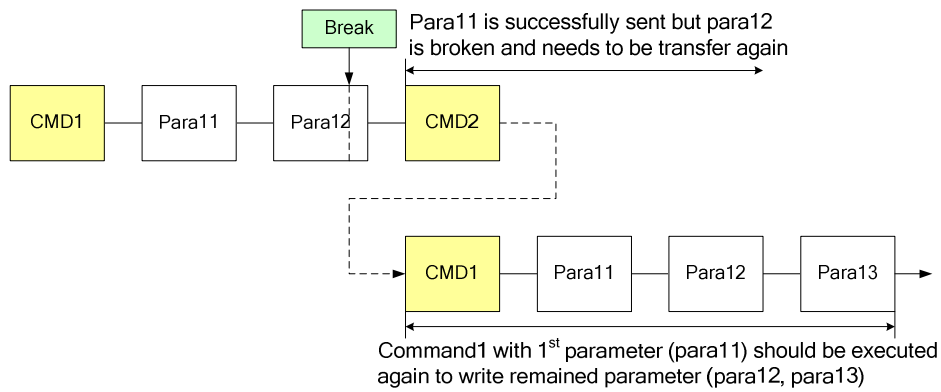 Break
Para11 is successfully sent but para12
is broken and needs to be transfer again
CMD1
Para11
Para12
CMD2
CMD1
Para11
Para12
Para13
Command1 with 1st parameter (para11) should be executed
again to write remained parameter (para12, para13)